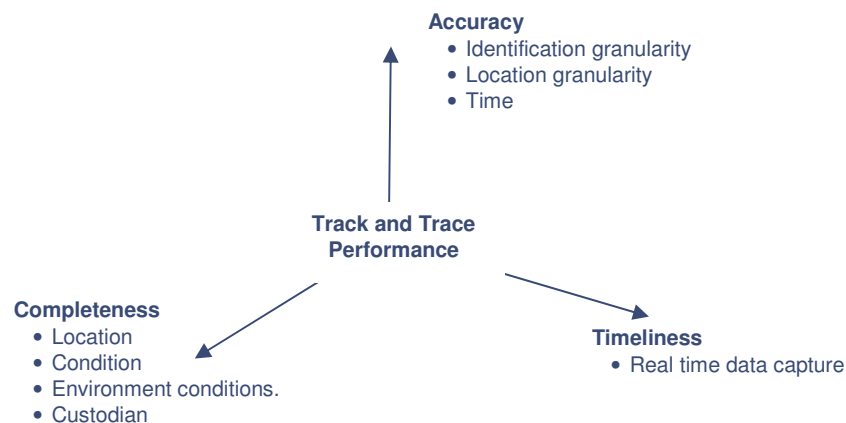 Accuracy
• Identification granularity
• Location granularity
• Time
Track and Trace
Performance
Completeness
• Location
• Condition
• Environment conditions.
• Custodian
Timeliness
• Real time data capture